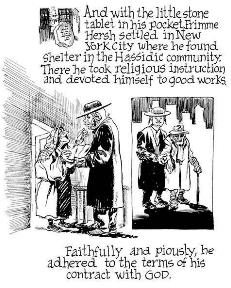 And with the little stone
tablet in his pocket, Frimme
Hersh settled in New
York City where he found
shelter in the Hassidic community.
There he took religious instruction
and devoted himself to good works.
Faithfully and piously, he
adhered to the terms of his
contract with GOD.